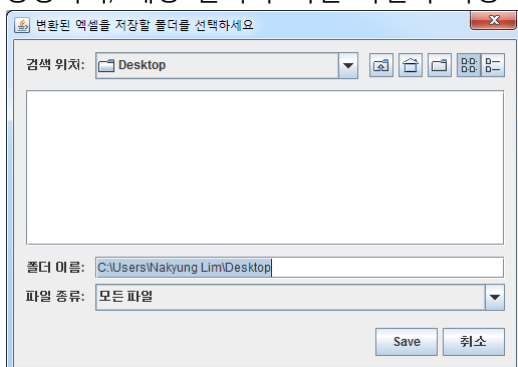 변환된 엑셀을 저장할 폴더를 선택하세요
검색 위치: Desktop
폴더 이름: C:\Users\Nakyung Lim\Desktop
파일 종류: 모든 파일
Save 취소